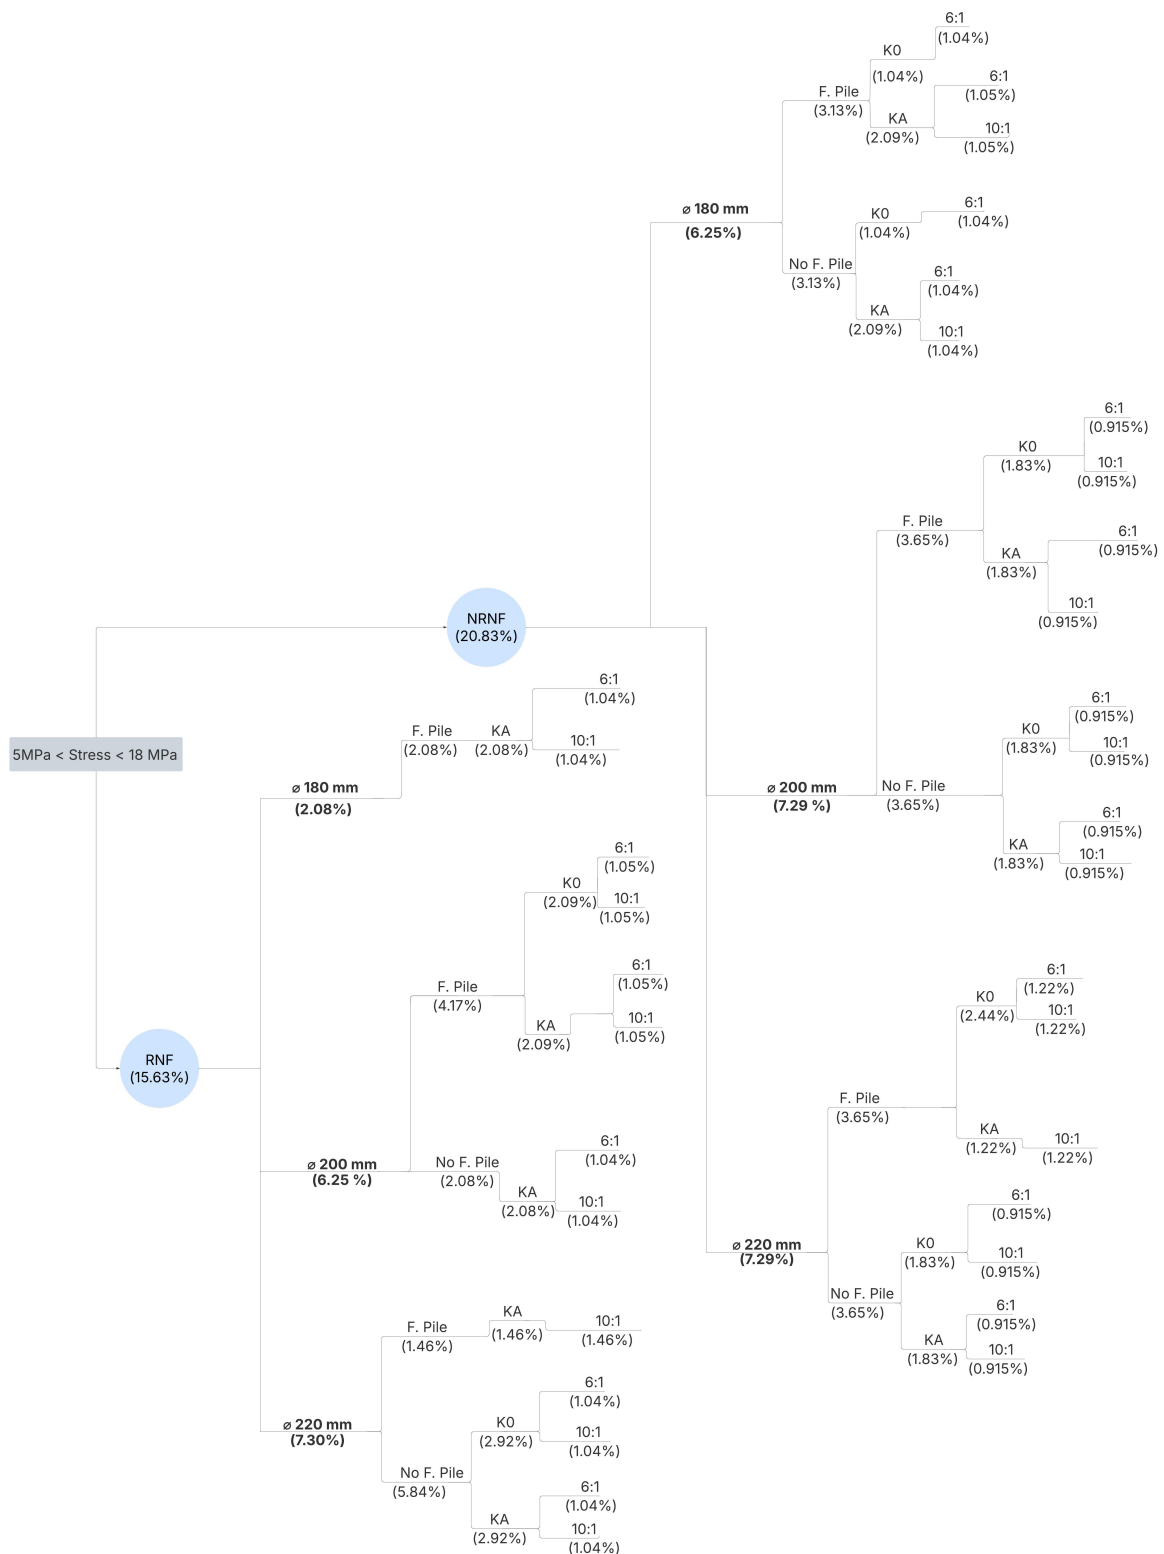 5MPa < Stress < 18 MPa
NRNF
(20.83%)
⌀ 180 mm
(6.25%)
F. Pile
(3.13%)
K0
(1.04%)
6:1
(1.04%)
KA
(2.09%)
6:1
(1.05%)
10:1
(1.05%)
No F. Pile
(3.13%)
K0
(1.04%)
6:1
(1.04%)
KA
(2.09%)
6:1
(1.04%)
10:1
(1.04%)
⌀ 200 mm
(7.29 %)
F. Pile
(3.65%)
K0
(1.83%)
6:1
(0.915%)
10:1
(0.915%)
KA
(1.83%)
6:1
(0.915%)
10:1
(0.915%)
No F. Pile
(3.65%)
K0
(1.83%)
6:1
(0.915%)
10:1
(0.915%)
KA
(1.83%)
6:1
(0.915%)
10:1
(0.915%)
⌀ 220 mm
(7.29%)
F. Pile
(3.65%)
K0
(2.44%)
6:1
(1.22%)
10:1
(1.22%)
KA
(1.22%)
10:1
(1.22%)
No F. Pile
(3.65%)
K0
(1.83%)
6:1
(0.915%)
10:1
(0.915%)
KA
(1.83%)
6:1
(0.915%)
10:1
(0.915%)
RNF
(15.63%)
⌀ 180 mm
(2.08%)
F. Pile
(2.08%)
KA
(2.08%)
6:1
(1.04%)
10:1
(1.04%)
⌀ 200 mm
(6.25 %)
F. Pile
(4.17%)
K0
(2.09%)
6:1
(1.05%)
10:1
(1.05%)
KA
(2.09%)
6:1
(1.05%)
10:1
(1.05%)
No F. Pile
(2.08%)
KA
(2.08%)
6:1
(1.04%)
10:1
(1.04%)
⌀ 220 mm
(7.30%)
F. Pile
(1.46%)
KA
(1.46%)
10:1
(1.46%)
No F. Pile
(5.84%)
K0
(2.92%)
6:1
(1.04%)
10:1
(1.04%)
KA
(2.92%)
6:1
(1.04%)
10:1
(1.04%)